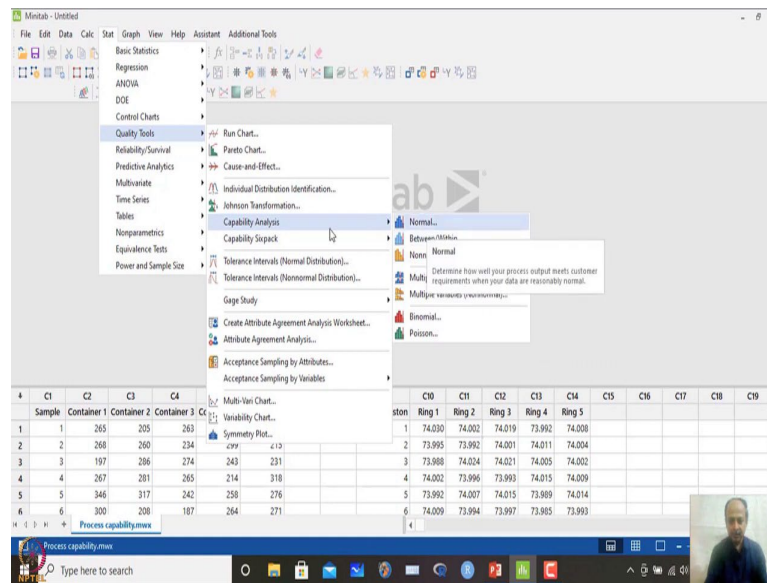 Minitab - Untitled
File Edit Data Calc Stat Graph View Help Assistant Additional Tools
Basic Statistics
Regression
ANOVA
DOE
Control Charts
Quality Tools
Reliability/Survival
Predictive Analytics
Multivariate
Time Series
Tables
Nonparametrics
Equivalence Tests
Power and Sample Size
Run Chart...
Pareto Chart...
Cause-and-Effect...
Individual Distribution Identification...
Johnson Transformation...
Capability Analysis
Capability Sixpack
Tolerance Intervals (Normal Distribution)...
Tolerance Intervals (Nonnormal Distribution)...
Gage Study
Create Attribute Agreement Analysis Worksheet...
Attribute Agreement Analysis...
Acceptance Sampling by Attributes...
Acceptance Sampling by Variables
Multi-Vari Chart...
Variability Chart...
Symmetry Plot...
ab
Normal...
Between/Within
Nonn
Multi
Multiple Variables (Nonnormal)...
Binomial...
Poisson...
Normal
Determine how well your process output meets customer
requirements when your data are reasonably normal.
C1 C2 C3 C4 C10 C11 C12 C13 C14 C15 C16 C17 C18 C19
Sample Container 1 Container 2 Container 3 Co ston Ring 1 Ring 2 Ring 3 Ring 4 Ring 5
1 1 265 205 263 1 74.030 74.002 74.019 73.992 74.008
2 2 268 260 234 299 215 2 73.995 73.992 74.001 74.011 74.004
3 3 197 286 274 243 231 3 73.988 74.024 74.021 74.005 74.002
4 4 267 281 265 214 318 4 74.002 73.996 73.993 74.015 74.009
5 5 346 317 242 258 276 5 73.992 74.007 74.015 73.989 74.014
6 6 300 208 187 264 271 6 74.009 73.994 73.997 73.985 73.993
Process capability.mwx
Process capability.mwx
Type here to search
NPTEL